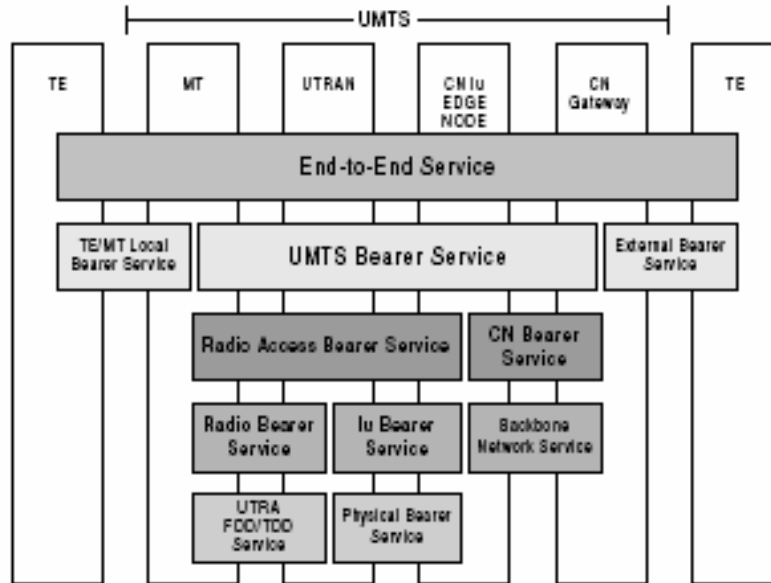 UMTS
TE
MT
UTRAN
CN Iu
EDGE
NODE
CN
Gateway
TE
End-to-End Service
TE/MT Local
Bearer Service
UMTS Bearer Service
External Bearer
Service
Radio Access Bearer Service
CN Bearer
Service
Radio Bearer
Service
Iu Bearer
Service
Backbone
Network Service
UTRA
FDD/TDD
Service
Physical Bearer
Service